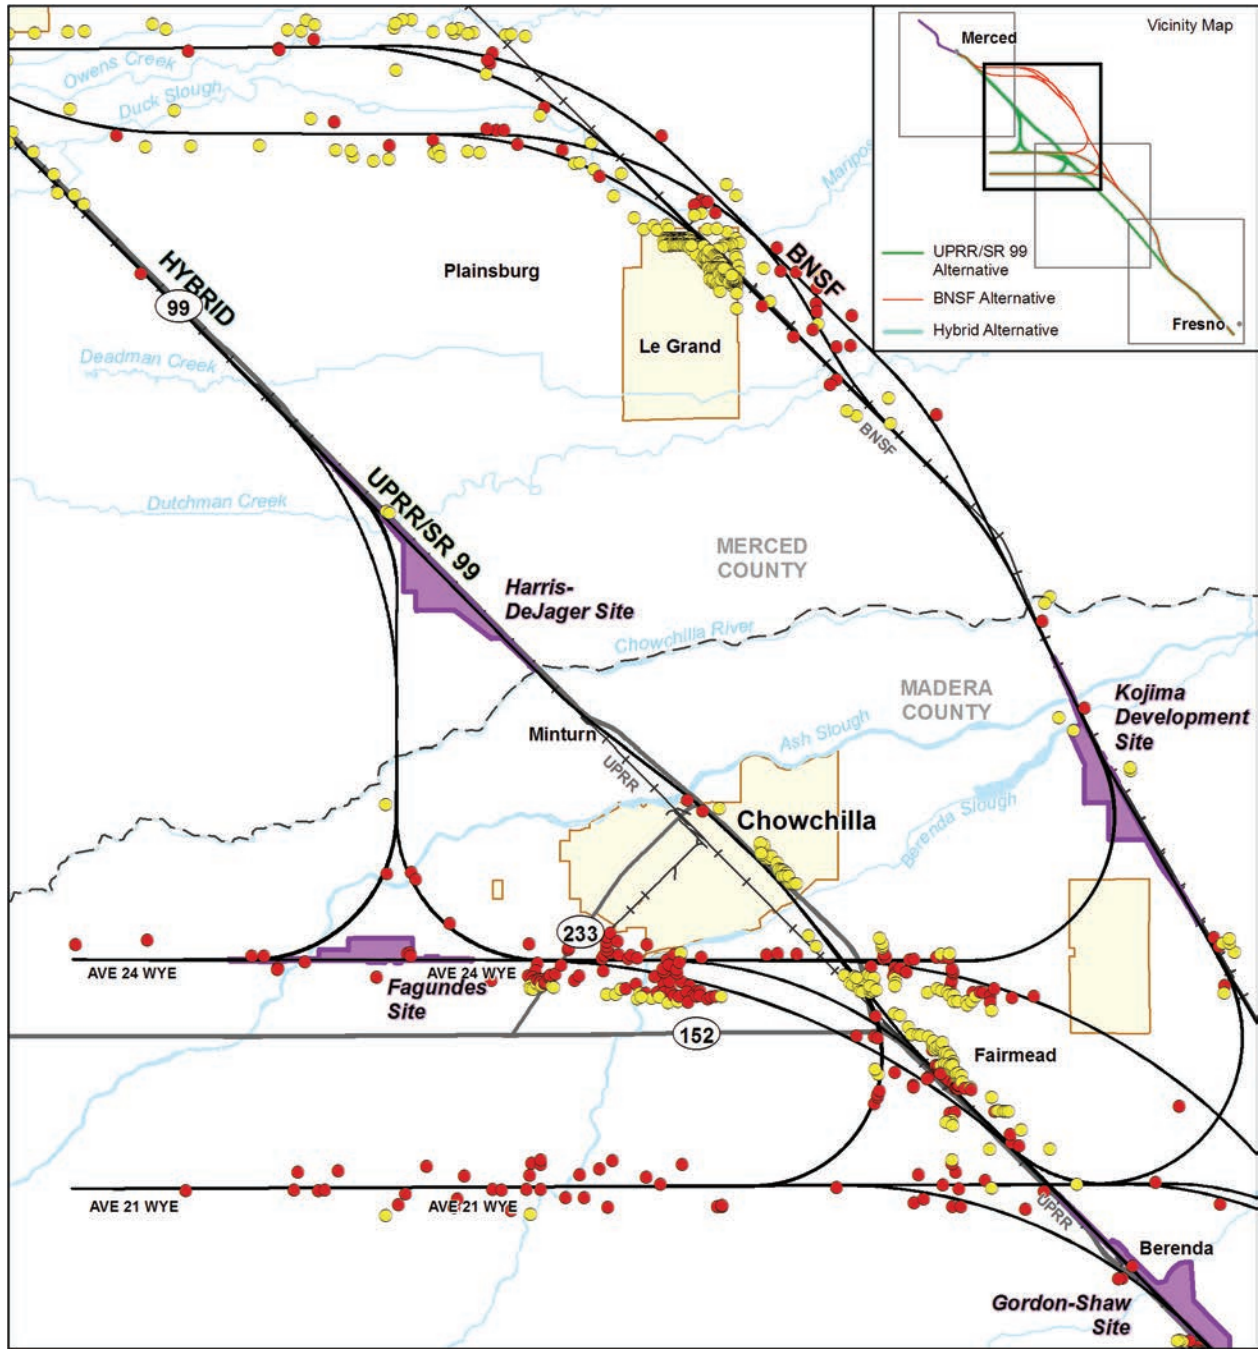 Vicinity Map
Merced
Fresno
UPRR/SR 99
Alternative
BNSF Alternative
Hybrid Alternative
Owens Creek
Duck Slough
Maripos
HYBRID
99
Plainsburg
BNSF
Le Grand
Deadman Creek
BNSF
Dutchman Creek
UPRR/SR 99
MERCED
COUNTY
Harris-
DeJager Site
Chowchilla River
MADERA
COUNTY
Kojima
Development
Site
Minturn
Ash Slough
UPRR
Chowchilla
Berenda Slough
233
AVE 24 WYE
AVE 24 WYE
Fagundes
Site
152
Fairmead
AVE 21 WYE
AVE 21 WYE
UPRR
Berenda
Gordon-Shaw
Site